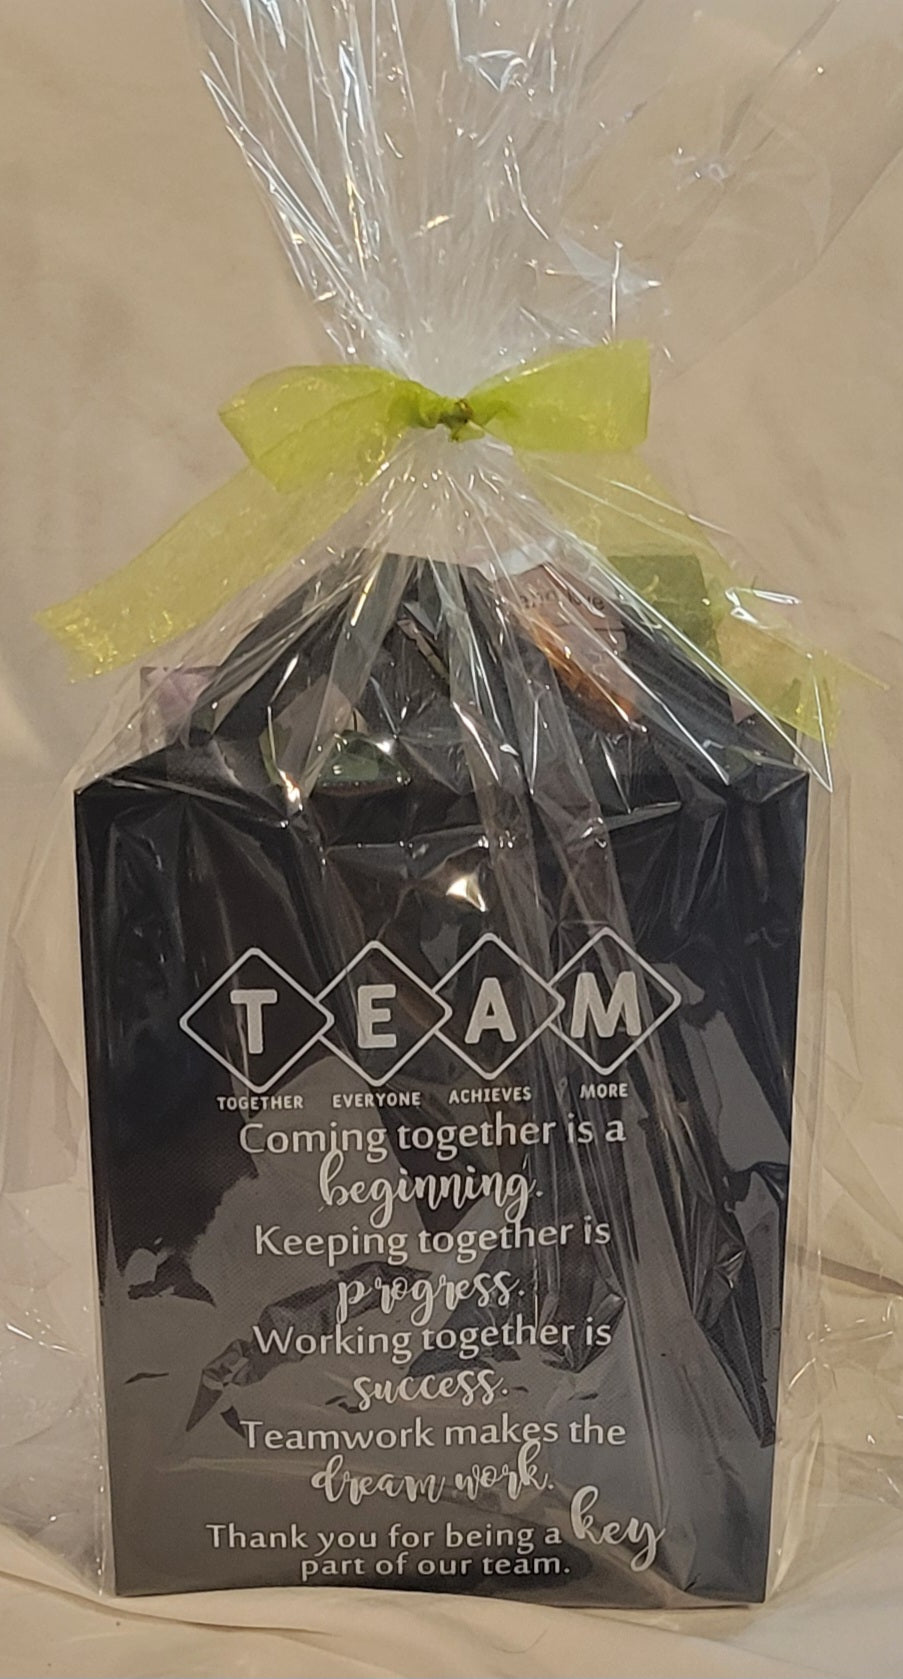 T E A M
TOGETHER EVERYONE ACHIEVES MORE
Coming together is a
beginning.
Keeping together is
progress.
Working together is
success.
Teamwork makes the
dream work.
Thank you for being a key
part of our team.